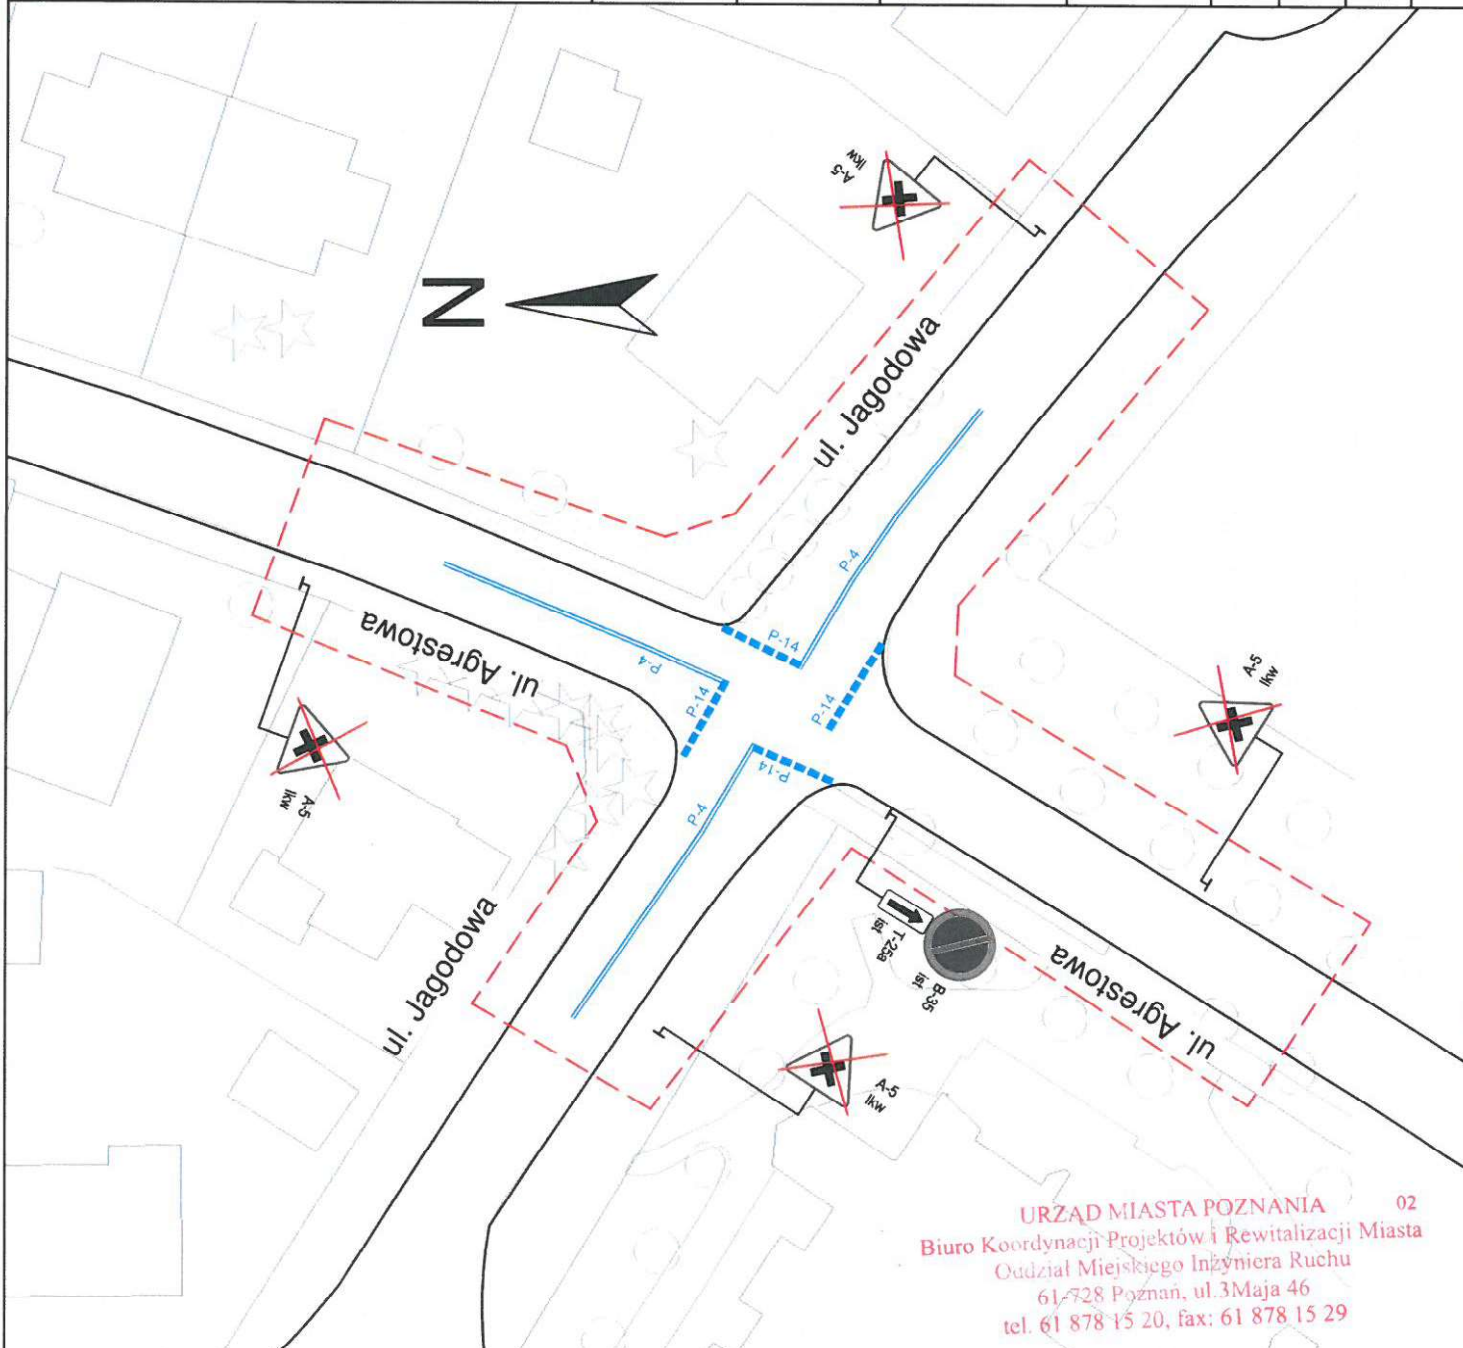 A-5
lkw
N
ul. Jagodowa
P-4
P-14
ul. Agrestowa
P-4
P-14
P-14
A-5
lkw
A-5
lkw
P-14
P-4
ul. Jagodowa
T-25a
ist
B-35
ist
ul. Agrestowa
A-5
lkw
URZĄD MIASTA POZNANIA 02
Biuro Koordynacji Projektów i Rewitalizacji Miasta
Oddział Miejskiego Inżyniera Ruchu
61-728 Poznań, ul.3Maja 46
tel. 61 878 15 20, fax: 61 878 15 29